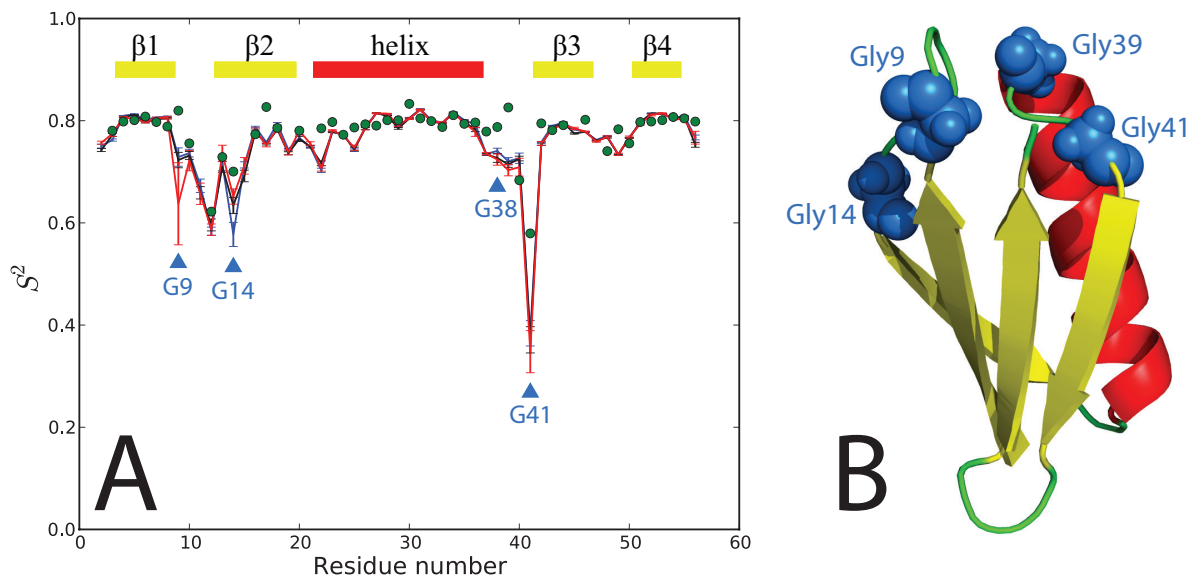 β1 β2 helix β3 β4
1.0
0.8
0.6
0.4
0.2
0.0
S²
G9 G14 G38 G41
0 10 20 30 40 50 60
Residue number
A
Gly9 Gly39
Gly41
Gly14
B